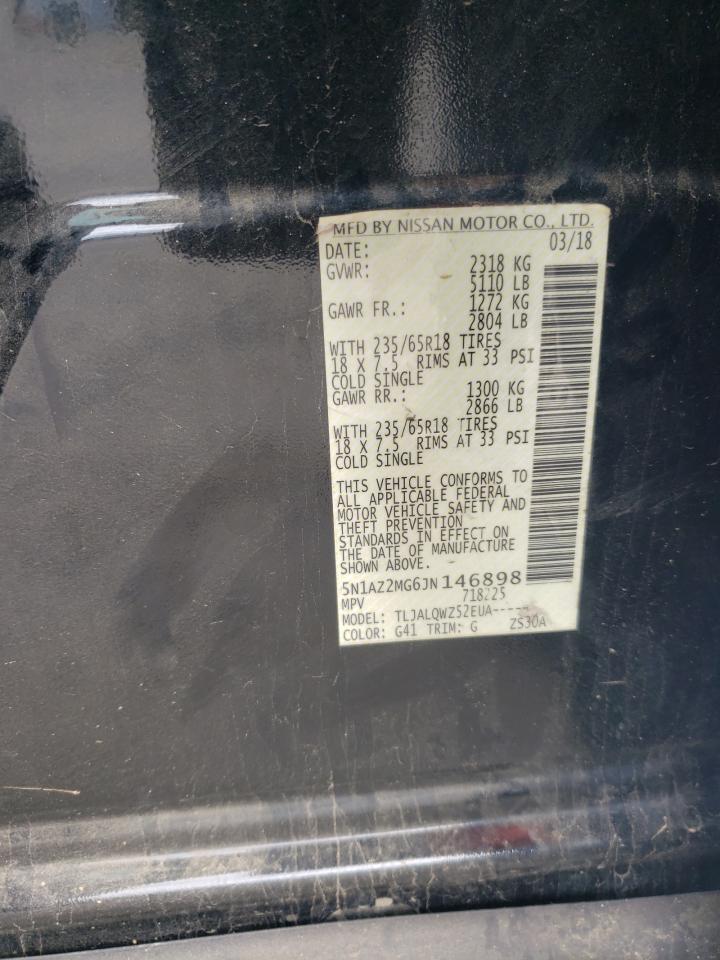 MFD BY NISSAN MOTOR CO., LTD.
DATE: 03/18
GVWR: 2318 KG
5110 LB
GAWR FR.: 1272 KG
2804 LB
WITH 235/65R18 TIRES
18 X 7.5 RIMS AT 33 PSI
COLD SINGLE
GAWR RR.: 1300 KG
2866 LB
WITH 235/65R18 TIRES
18 X 7.5 RIMS AT 33 PSI
COLD SINGLE
THIS VEHICLE CONFORMS TO
ALL APPLICABLE FEDERAL
MOTOR VEHICLE SAFETY AND
THEFT PREVENTION
STANDARDS IN EFFECT ON
THE DATE OF MANUFACTURE
SHOWN ABOVE.
5N1AZ2MG6JN146898
MPV 718225
MODEL: TLJALQWZ52EUA-----
COLOR: G41 TRIM: G ZS30A